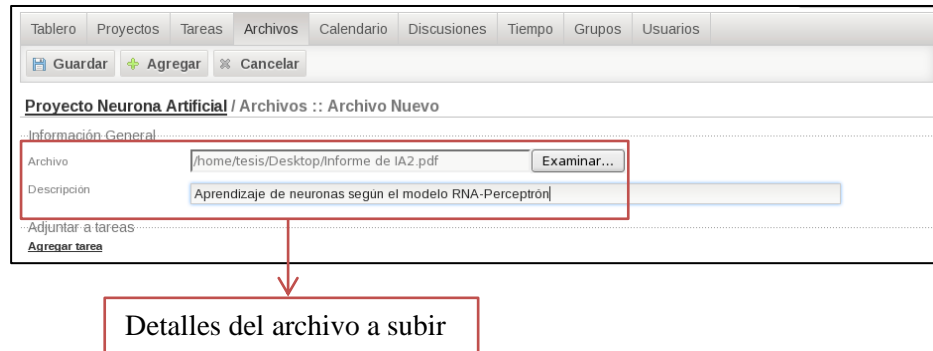 Tablero Proyectos Tareas Archivos Calendario Discusiones Tiempo Grupos Usuarios
Guardar Agregar Cancelar
Proyecto Neurona Artificial / Archivos :: Archivo Nuevo
Información General
Archivo /home/tesis/Desktop/Informe de IA2.pdf Examinar...
Descripción Aprendizaje de neuronas según el modelo RNA-Perceptrón
Adjuntar a tareas
Agregar tarea
Detalles del archivo a subir